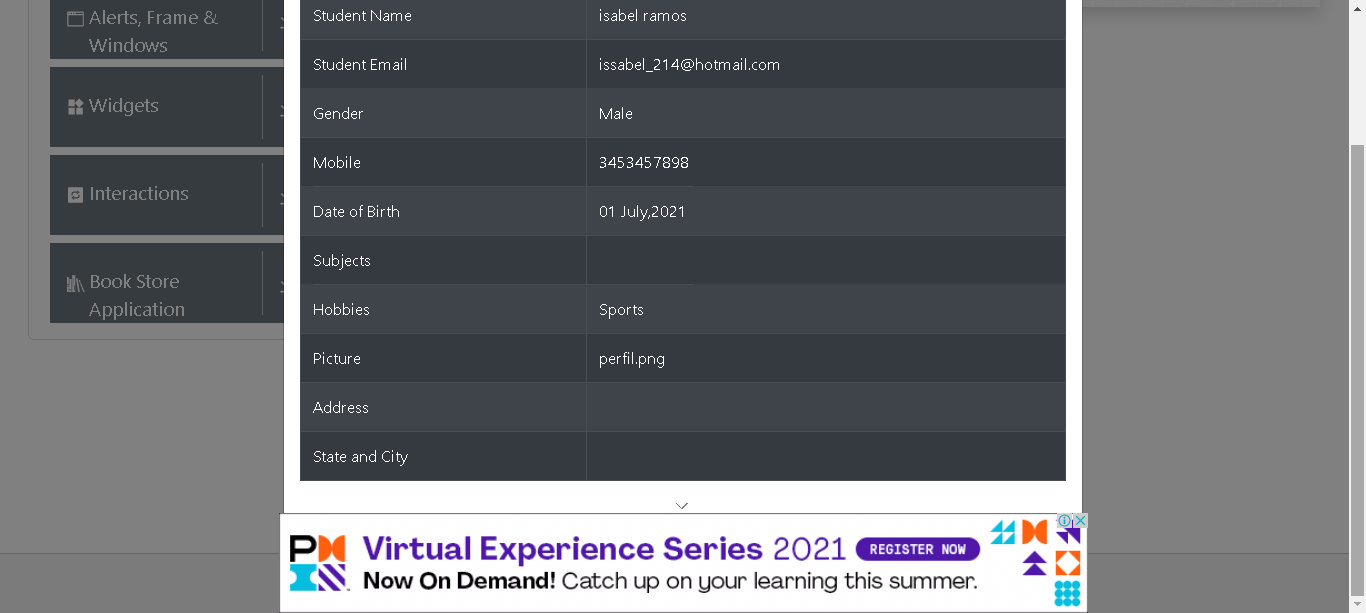 Alerts, Frame &
Windows
Widgets
Interactions
Book Store
Application
Student Name isabel ramos
Student Email issabel_214@hotmail.com
Gender Male
Mobile 3453457898
Date of Birth 01 July,2021
Subjects
Hobbies Sports
Picture perfil.png
Address
State and City
Virtual Experience Series 2021 REGISTER NOW
Now On Demand! Catch up on your learning this summer.